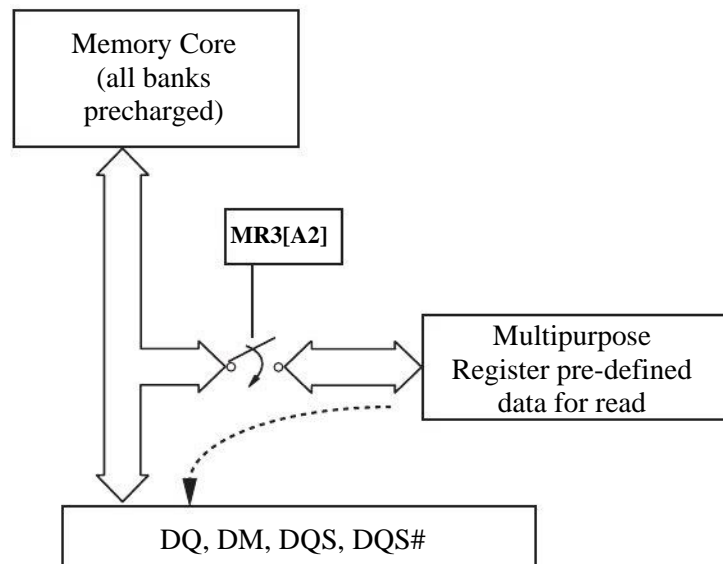 Memory Core
(all banks
precharged)
MR3[A2]
Multipurpose
Register pre-defined
data for read
DQ, DM, DQS, DQS#